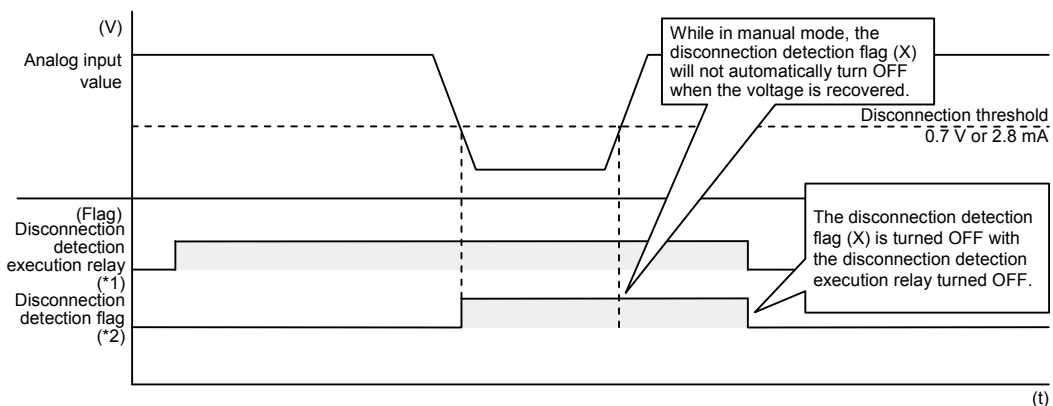 (V)
Analog input
value
While in manual mode, the
disconnection detection flag (X)
will not automatically turn OFF
when the voltage is recovered.
Disconnection threshold
0.7 V or 2.8 mA
(Flag)
Disconnection
detection
execution relay
(*1)
Disconnection
detection flag
(*2)
The disconnection detection
flag (X) is turned OFF with
the disconnection detection
execution relay turned OFF.
(t)